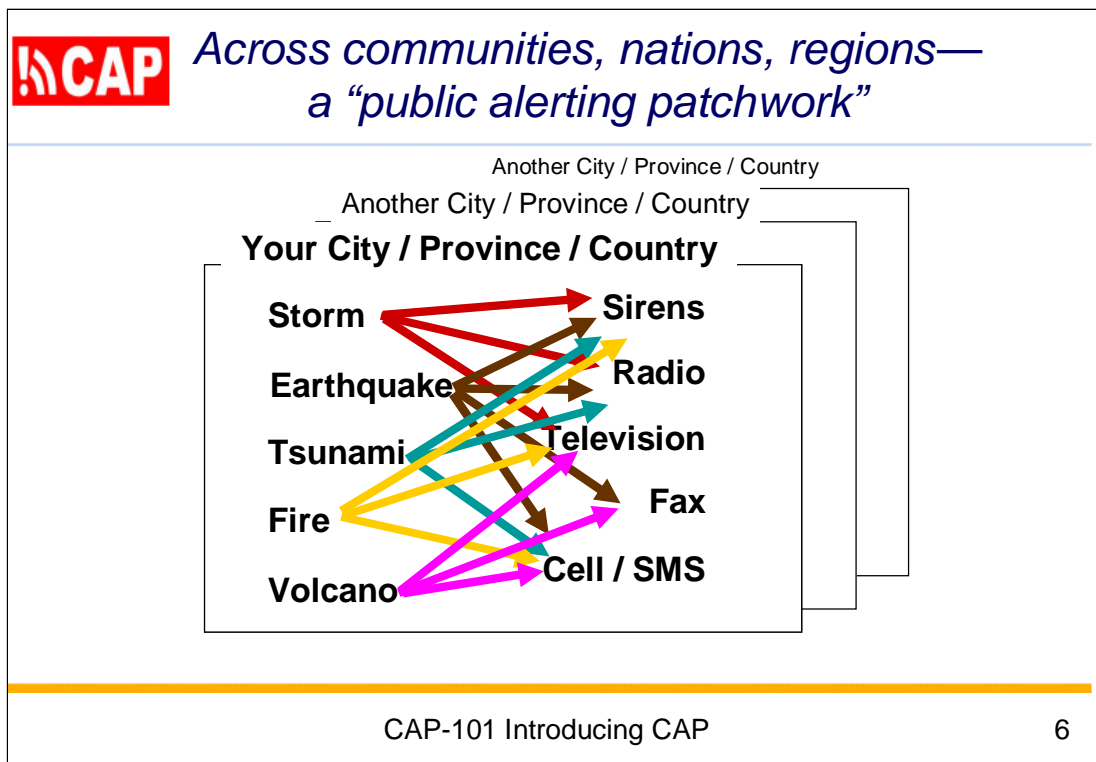 CAP
Across communities, nations, regions—
a “public alerting patchwork”
Another City / Province / Country
Another City / Province / Country
Your City / Province / Country
Storm
Sirens
Earthquake
Radio
Tsunami
Television
Fire
Fax
Volcano
Cell / SMS
CAP-101 Introducing CAP
6